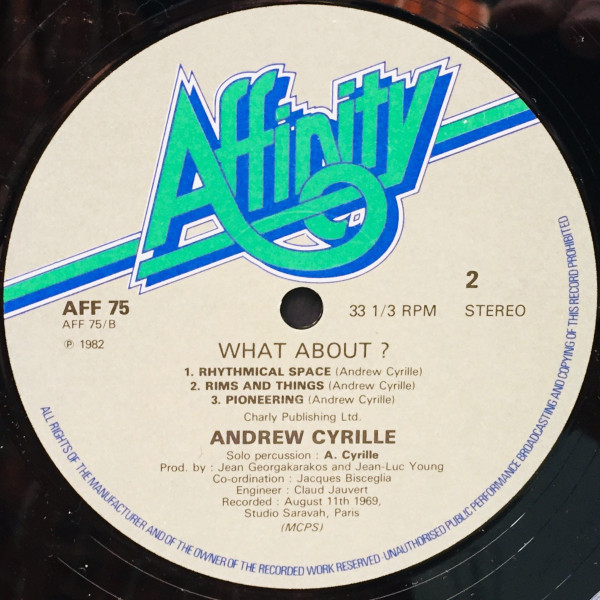 Affinity
AFF 75
AFF 75/B
℗ 1982
33 1/3 RPM
2
STEREO
WHAT ABOUT ?
1. RHYTHMICAL SPACE (Andrew Cyrille)
2. RIMS AND THINGS (Andrew Cyrille)
3. PIONEERING (Andrew Cyrille)
Charly Publishing Ltd.
ANDREW CYRILLE
Solo percussion : A. Cyrille
Prod. by : Jean Georgakarakos and Jean-Luc Young
Co-ordination : Jacques Bisceglia
Engineer : Claud Jauvert
Recorded : August 11th 1969,
Studio Saravah, Paris
(MCPS)
ALL RIGHTS OF THE MANUFACTURER AND OF THE OWNER OF THE RECORDED WORK RESERVED · UNAUTHORISED PUBLIC PERFORMANCE BROADCASTING AND COPYING OF THIS RECORD PROHIBITED